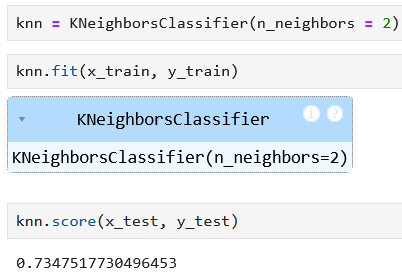 knn = KNeighborsClassifier(n_neighbors = 2)
knn.fit(x_train, y_train)
KNeighborsClassifier
i ?
KNeighborsClassifier(n_neighbors=2)
knn.score(x_test, y_test)
0.7347517730496453